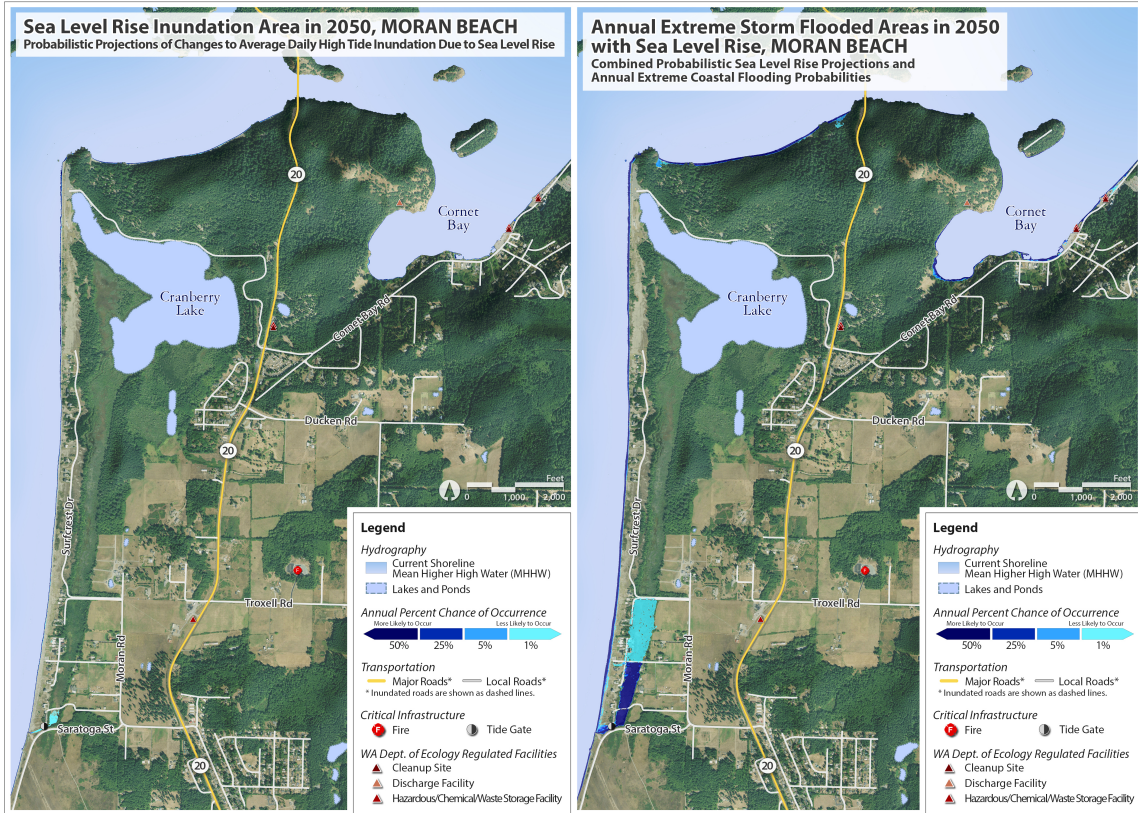 Sea Level Rise Inundation Area in 2050, MORAN BEACH
Probabilistic Projections of Changes to Average Daily High Tide Inundation Due to Sea Level Rise
20
Cornet
Bay
Cranberry
Lake
Cornet Bay Rd
Ducken Rd
20
Feet
0 1,000 2,000
Surfcrest Dr
Troxell Rd
Moran Rd
Saratoga St
20
Legend
Hydrography
Current Shoreline
Mean Higher High Water (MHHW)
Lakes and Ponds
Annual Percent Chance of Occurrence
More Likely to Occur Less Likely to Occur
50% 25% 5% 1%
Transportation
Major Roads* Local Roads*
* Inundated roads are shown as dashed lines.
Critical Infrastructure
F Fire Tide Gate
WA Dept. of Ecology Regulated Facilities
Cleanup Site
Discharge Facility
Hazardous/Chemical/Waste Storage Facility
F
Annual Extreme Storm Flooded Areas in 2050
with Sea Level Rise, MORAN BEACH
Combined Probabilistic Sea Level Rise Projections and
Annual Extreme Coastal Flooding Probabilities
20
Cornet
Bay
Cranberry
Lake
Cornet Bay Rd
Ducken Rd
20
Feet
0 1,000 2,000
Surfcrest Dr
Troxell Rd
Moran Rd
Saratoga St
20
Legend
Hydrography
Current Shoreline
Mean Higher High Water (MHHW)
Lakes and Ponds
Annual Percent Chance of Occurrence
More Likely to Occur Less Likely to Occur
50% 25% 5% 1%
Transportation
Major Roads* Local Roads*
* Inundated roads are shown as dashed lines.
Critical Infrastructure
F Fire Tide Gate
WA Dept. of Ecology Regulated Facilities
Cleanup Site
Discharge Facility
Hazardous/Chemical/Waste Storage Facility
F